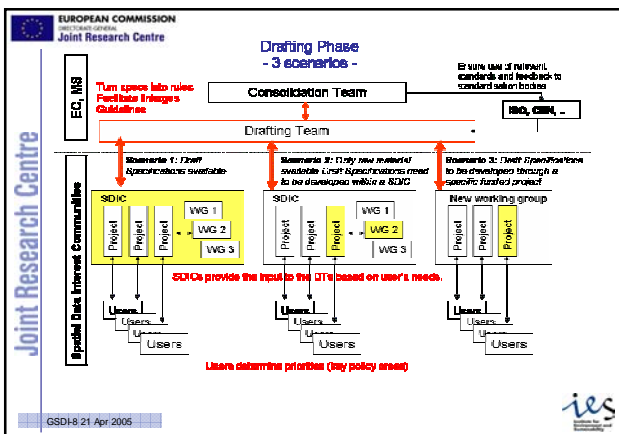 EUROPEAN COMMISSION
DIRECTORATE-GENERAL
Joint Research Centre
Joint Research Centre
Drafting Phase
- 3 scenarios -
EC, MS
Turn specs into rules
Facilitate linkages
Guidelines
Consolidation Team
Ensure use of relevant
standards and feedback to
standardisation bodies
ISO, CEN, ..
Drafting Team
Spatial Data Interest Communities
Scenario 1: Draft
Specifications available
Scenario 2: Only raw material
available Draft Specifications need
to be developed within a SDIC
Scenario 3: Draft Specifications
to be developed through a
specific funded project
SDIC
Project
Project
Project
WG 1
WG 2
WG 3
SDIC
Project
Project
Project
WG 1
WG 2
WG 3
New working group
Project
Project
Project
SDICs provide the input to the DTs based on user's needs.
Users
Users
Users
Users
Users
Users
Users
Users
Users
Users
Users
Users
Users determine priorities (key policy areas)
GSDI-8 21 Apr 2005
ies
Institute for
Environment and
Sustainability